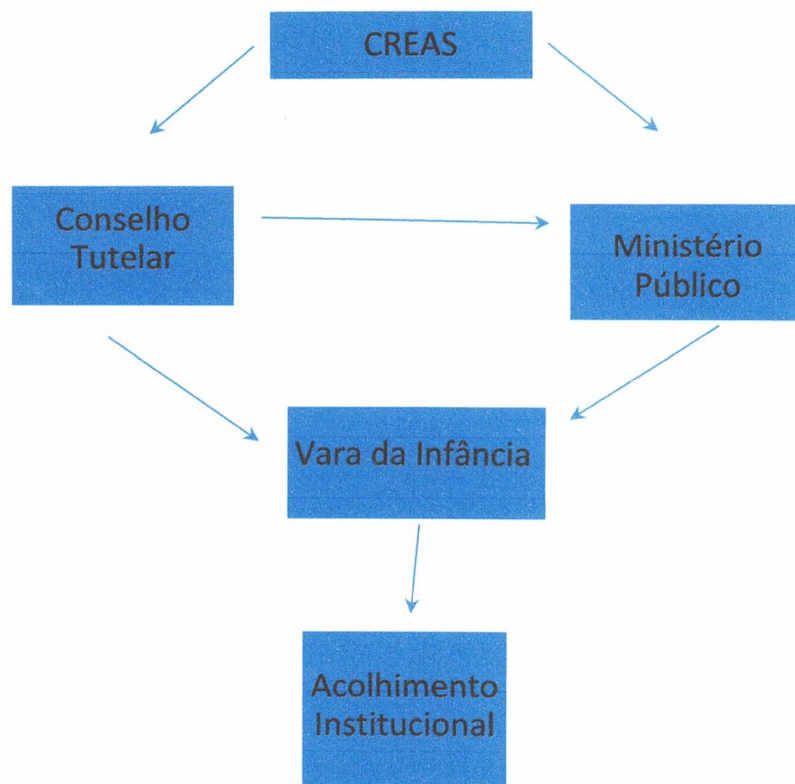 CREAS
Conselho
Tutelar
Ministério
Público
Vara da Infância
Acolhimento
Institucional